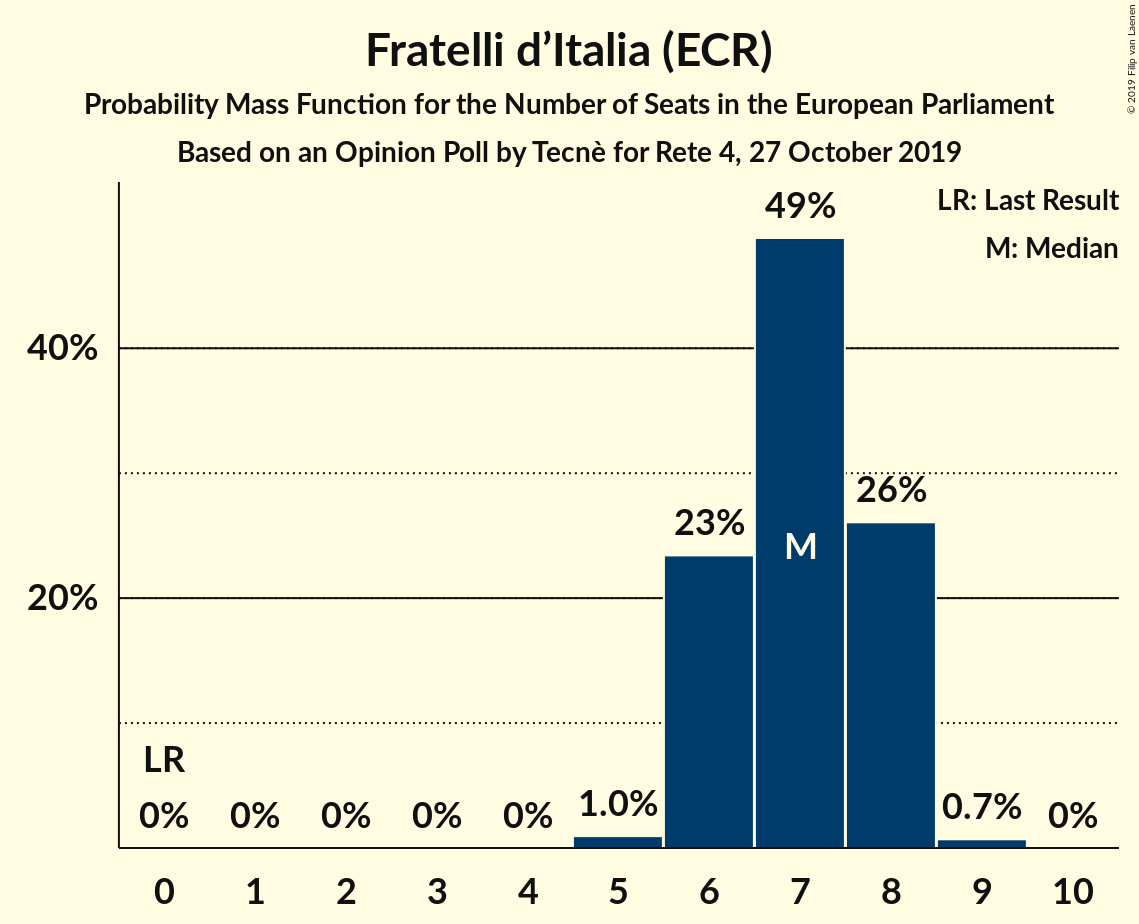 Fratelli d’Italia (ECR)
Probability Mass Function for the Number of Seats in the European Parliament
Based on an Opinion Poll by Tecnè for Rete 4, 27 October 2019
© 2019 Filip van Laenen
LR: Last Result
M: Median
49%
40%
26%
23%
M
20%
LR
0% 0% 0% 0% 0% 1.0% 0.7% 0%
0 1 2 3 4 5 6 7 8 9 10